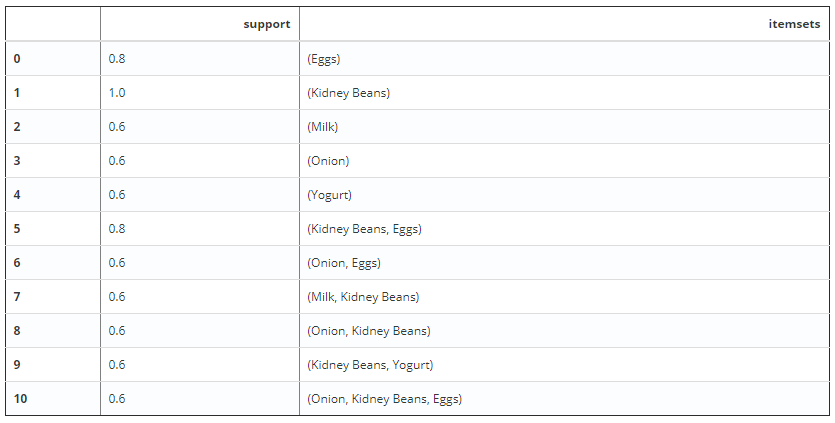 support itemsets
0 0.8 (Eggs)
1 1.0 (Kidney Beans)
2 0.6 (Milk)
3 0.6 (Onion)
4 0.6 (Yogurt)
5 0.8 (Kidney Beans, Eggs)
6 0.6 (Onion, Eggs)
7 0.6 (Milk, Kidney Beans)
8 0.6 (Onion, Kidney Beans)
9 0.6 (Kidney Beans, Yogurt)
10 0.6 (Onion, Kidney Beans, Eggs)